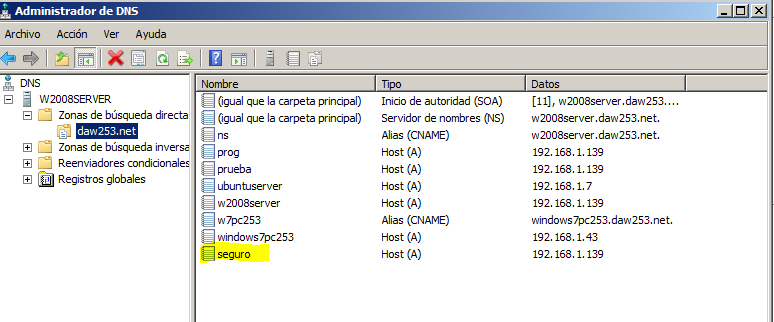 Administrador de DNS
Archivo Acción Ver Ayuda
DNS
W2008SERVER
Zonas de búsqueda directa
daw253.net
Zonas de búsqueda inversa
Reenviadores condicionales
Registros globales
Nombre Tipo Datos
(igual que la carpeta principal) Inicio de autoridad (SOA) [11], w2008server.daw253....
(igual que la carpeta principal) Servidor de nombres (NS) w2008server.daw253.net.
ns Alias (CNAME) w2008server.daw253.net.
prog Host (A) 192.168.1.139
prueba Host (A) 192.168.1.139
ubuntuserver Host (A) 192.168.1.7
w2008server Host (A) 192.168.1.139
w7pc253 Alias (CNAME) windows7pc253.daw253.net.
windows7pc253 Host (A) 192.168.1.43
seguro Host (A) 192.168.1.139